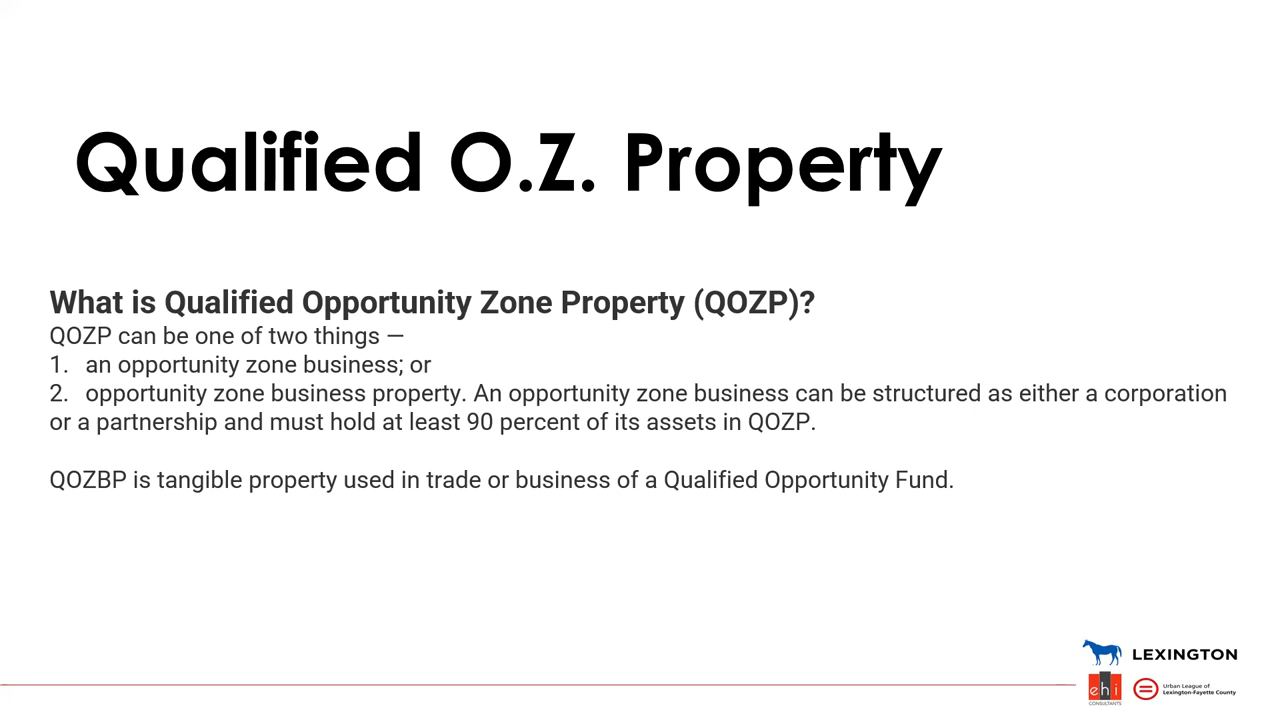 Qualified O.Z. Property
What is Qualified Opportunity Zone Property (QOZP)?
QOZP can be one of two things —
1. an opportunity zone business; or
2. opportunity zone business property. An opportunity zone business can be structured as either a corporation
or a partnership and must hold at least 90 percent of its assets in QOZP.
QOZBP is tangible property used in trade or business of a Qualified Opportunity Fund.
LEXINGTON
ehi
CONSULTANTS
Urban League of
Lexington-Fayette County